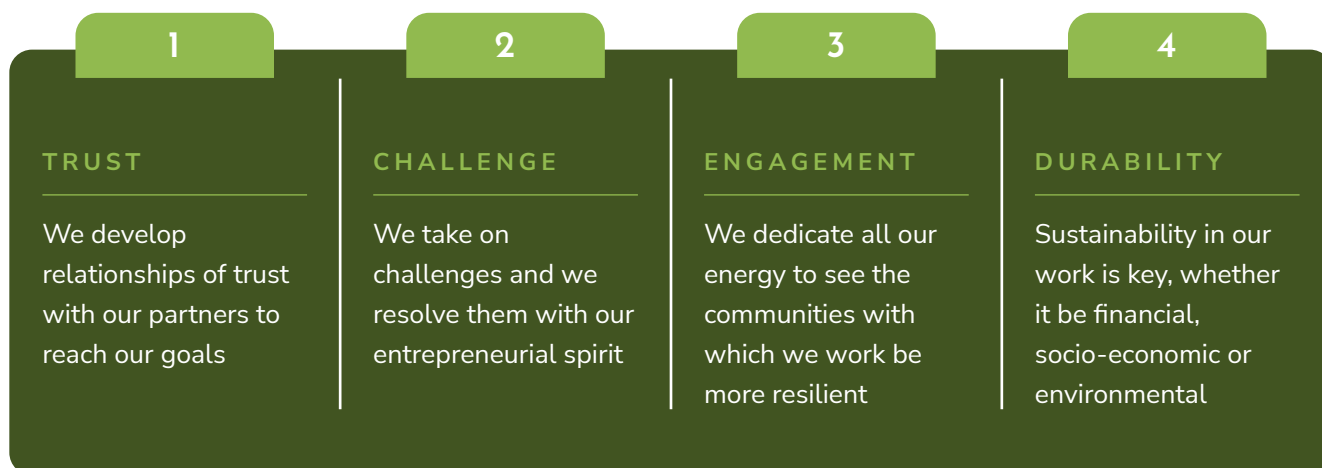 1
TRUST
We develop
relationships of trust
with our partners to
reach our goals
2
CHALLENGE
We take on
challenges and we
resolve them with our
entrepreneurial spirit
3
ENGAGEMENT
We dedicate all our
energy to see the
communities with
which we work be
more resilient
4
DURABILITY
Sustainability in our
work is key, whether
it be financial,
socio-economic or
environmental